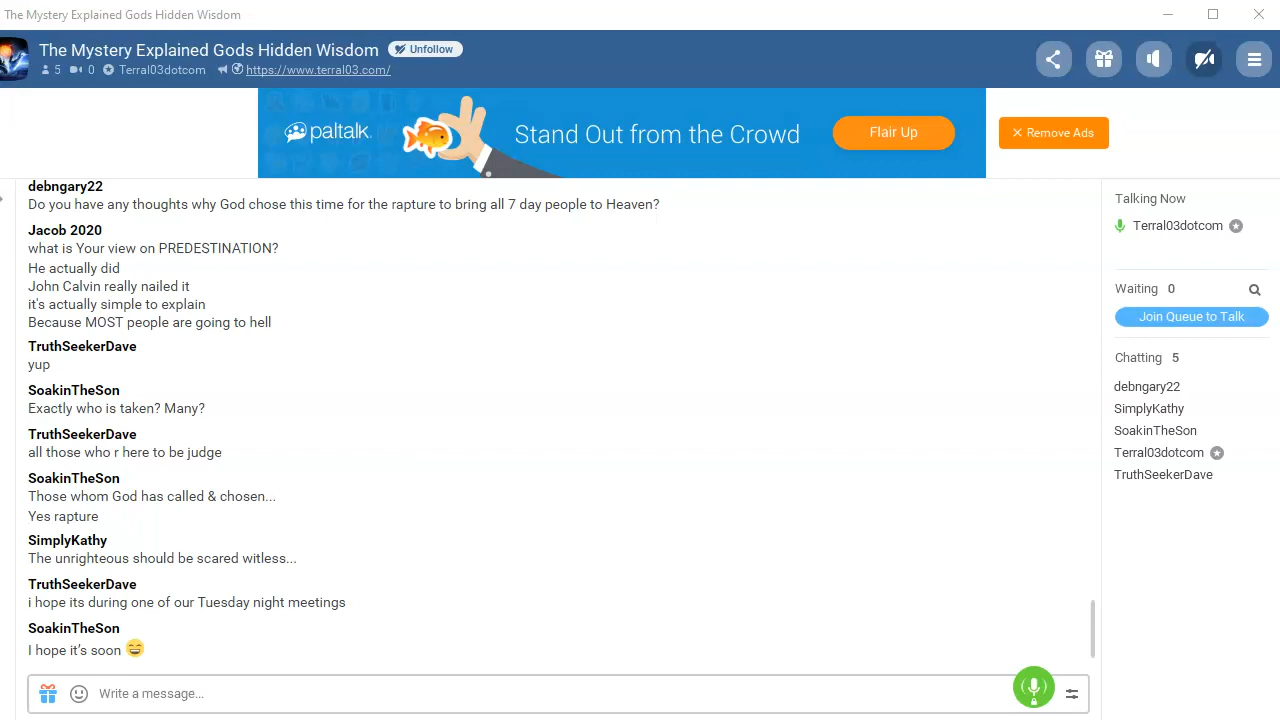 The Mystery Explained Gods Hidden Wisdom
The Mystery Explained Gods Hidden Wisdom Unfollow
5 0 Terral03dotcom https://www.terral03.com/
paltalk Stand Out from the Crowd Flair Up
Remove Ads
debngary22
Do you have any thoughts why God chose this time for the rapture to bring all 7 day people to Heaven?
Jacob 2020
what is Your view on PREDESTINATION?
He actually did
John Calvin really nailed it
it's actually simple to explain
Because MOST people are going to hell
TruthSeekerDave
yup
SoakinTheSon
Exactly who is taken? Many?
TruthSeekerDave
all those who r here to be judge
SoakinTheSon
Those whom God has called & chosen...
Yes rapture
SimplyKathy
The unrighteous should be scared witless...
TruthSeekerDave
i hope its during one of our Tuesday night meetings
SoakinTheSon
I hope it’s soon 😄
Write a message...
Talking Now
Terral03dotcom
Waiting 0
Join Queue to Talk
Chatting 5
debngary22
SimplyKathy
SoakinTheSon
Terral03dotcom
TruthSeekerDave